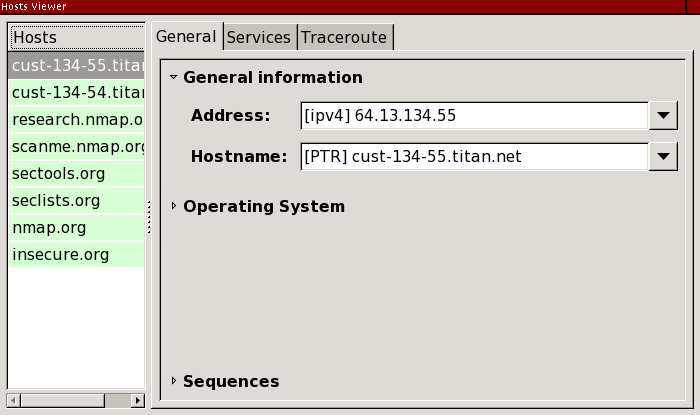 Hosts Viewer
Hosts
cust-134-55.titan
cust-134-54.titan
research.nmap.o
scanme.nmap.org
sectools.org
seclists.org
nmap.org
insecure.org
General Services Traceroute
General information
Address: [ipv4] 64.13.134.55
Hostname: [PTR] cust-134-55.titan.net
Operating System
Sequences